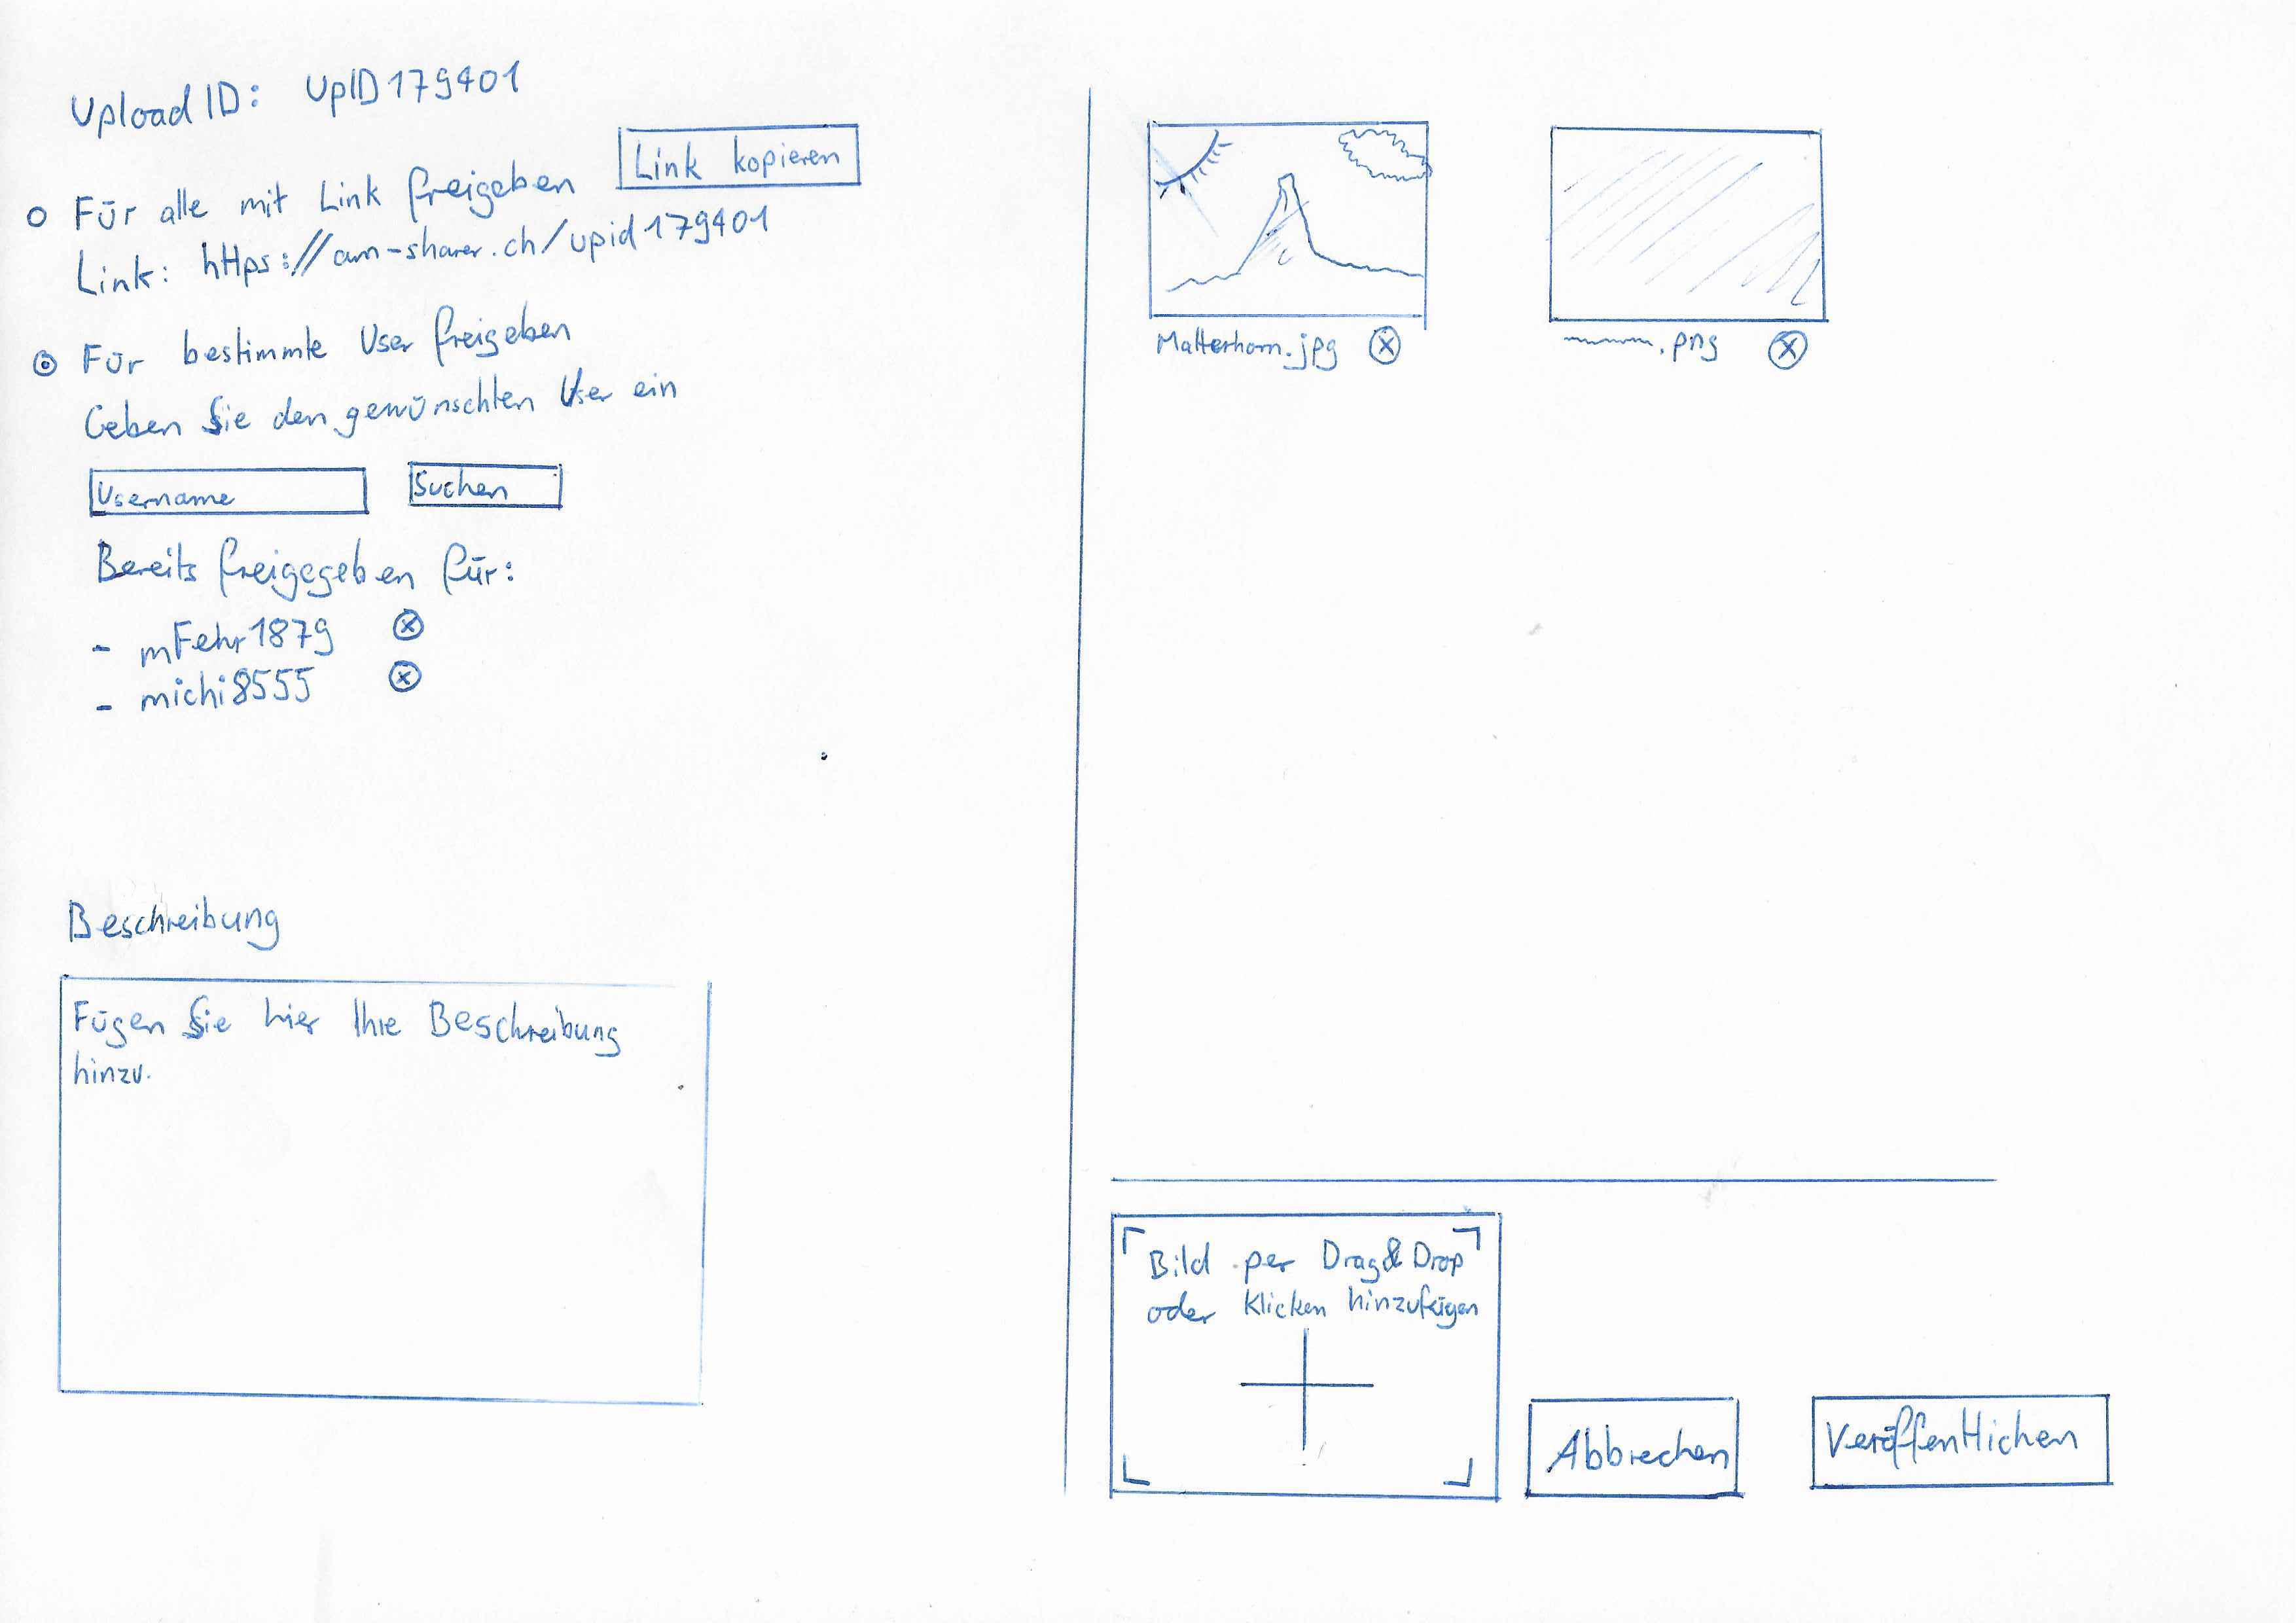 Upload ID: UpID179401
Link kopieren
Für alle mit Link freigeben
Link: https://am-sharer.ch/upid179401
Für bestimmte User freigeben
Geben Sie den gewünschten User ein
Username
Suchen
Bereits freigegeben für:
- mFehr1879
- michi8555
Beschreibung
Fügen Sie hier Ihre Beschreibung
hinzu.
Matterhorn.jpg
.png
Bild per Drag&Drop
oder Klicken hinzufügen
Abbrechen
Veröffentlichen